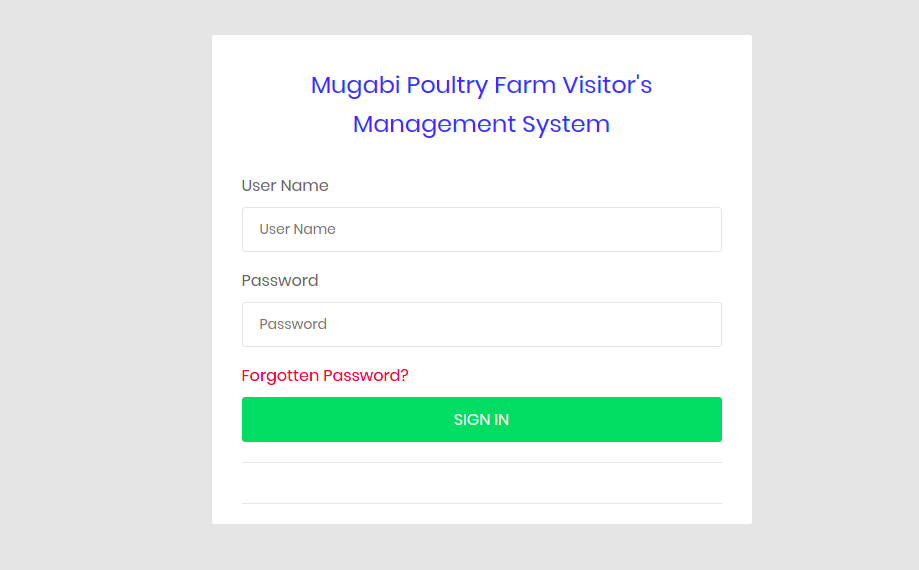 Mugabi Poultry Farm Visitor's
Management System
User Name
User Name
Password
Password
Forgotten Password?
SIGN IN